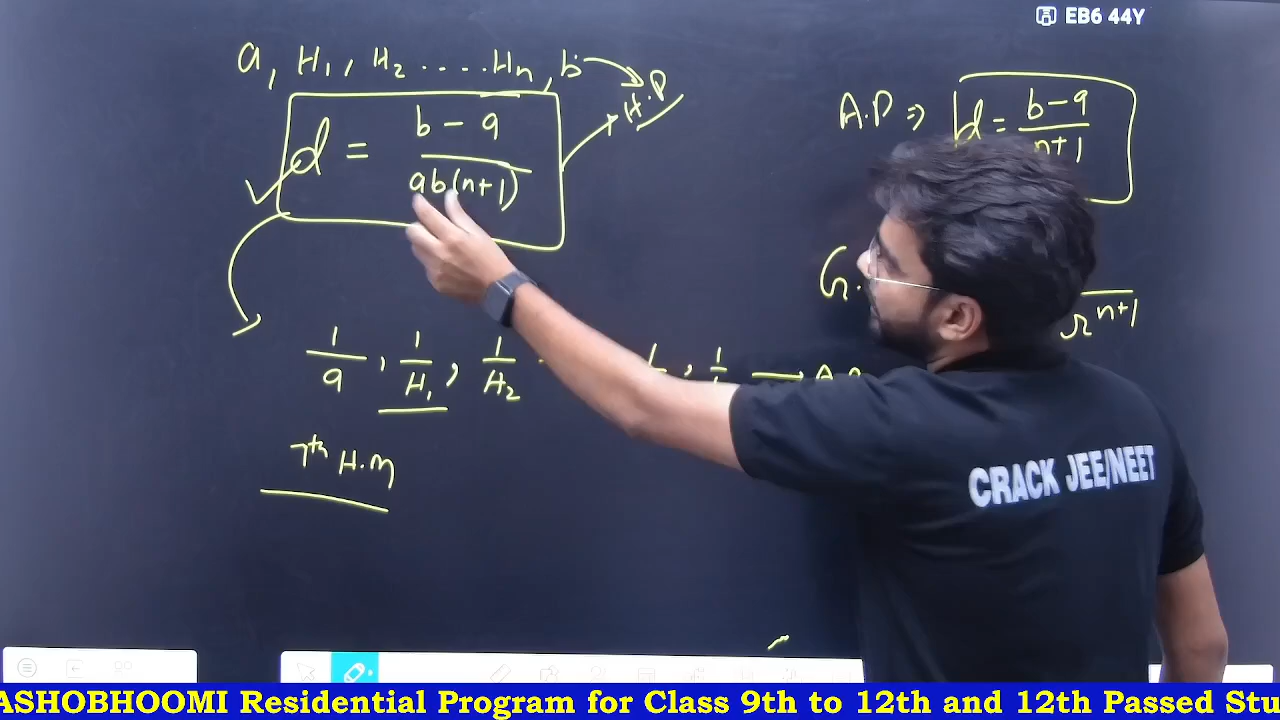 EB6 44Y
a, H₁, H₂ ....Hn, b
H.P
d = b - a / ab(n+1)
A.P ⇒ d = b-a / n+1
G.
r^n+1
1/a, 1/H₁, 1/H₂
7th H.M
CRACK JEE/NEET
ASHOBHOOMI Residential Program for Class 9th to 12th and 12th Passed Stu